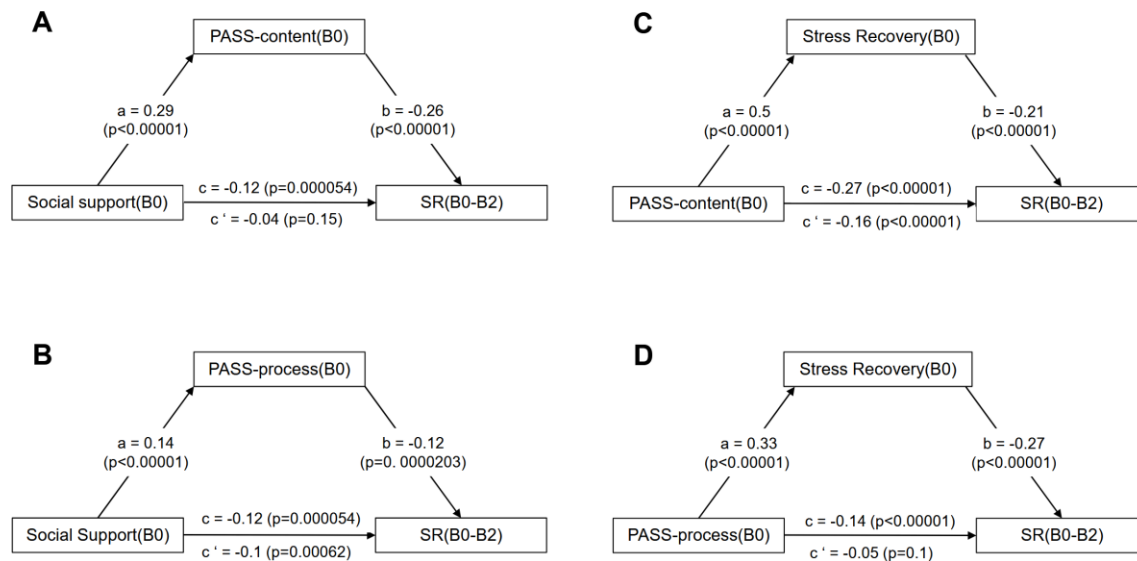 A
PASS-content(B0)
a = 0.29
(p<0.00001)
b = -0.26
(p<0.00001)
Social support(B0)
c = -0.12 (p=0.000054)
c ‘ = -0.04 (p=0.15)
SR(B0-B2)
C
Stress Recovery(B0)
a = 0.5
(p<0.00001)
b = -0.21
(p<0.00001)
PASS-content(B0)
c = -0.27 (p<0.00001)
c ‘ = -0.16 (p<0.00001)
SR(B0-B2)
B
PASS-process(B0)
a = 0.14
(p<0.00001)
b = -0.12
(p=0. 0000203)
Social Support(B0)
c = -0.12 (p=0.000054)
c ‘ = -0.1 (p=0.00062)
SR(B0-B2)
D
Stress Recovery(B0)
a = 0.33
(p<0.00001)
b = -0.27
(p<0.00001)
PASS-process(B0)
c = -0.14 (p<0.00001)
c ‘ = -0.05 (p=0.1)
SR(B0-B2)